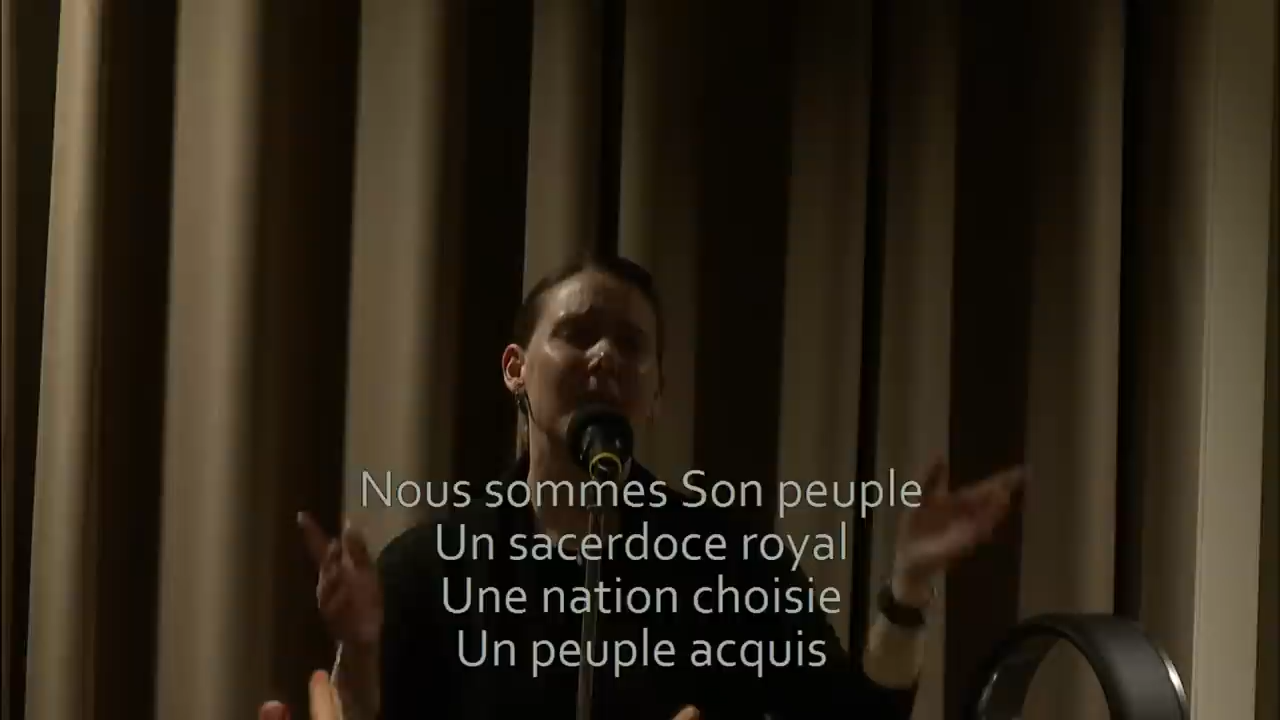 Nous sommes Son peuple
Un sacerdoce royal
Une nation choisie
Un peuple acquis